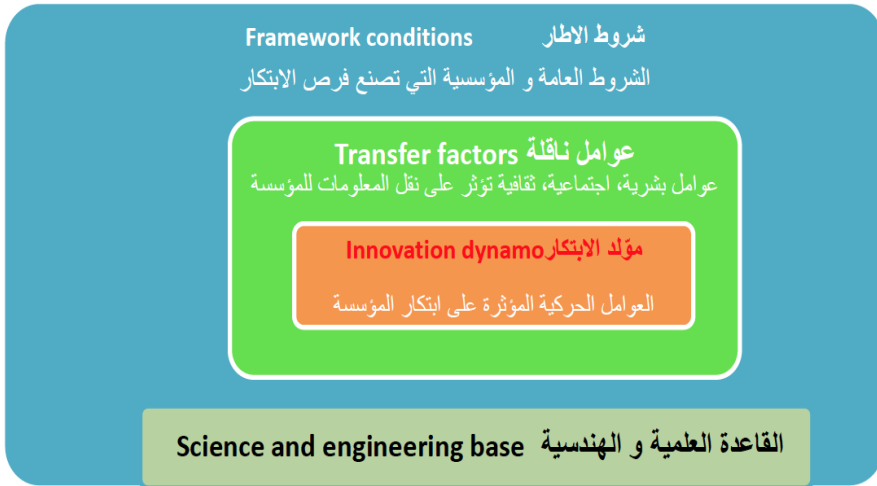 شروط الاطار Framework conditions
الشروط العامة و المؤسسية التي تصنع فرص الابتكار
عوامل ناقلة Transfer factors
عوامل بشرية، اجتماعية، ثقافية تؤثر على نقل المعلومات للمؤسسة
مؤلد الابتكار Innovation dynamo
العوامل الحركية المؤثرة على ابتكار المؤسسة
القاعدة العلمية و الهندسية Science and engineering base